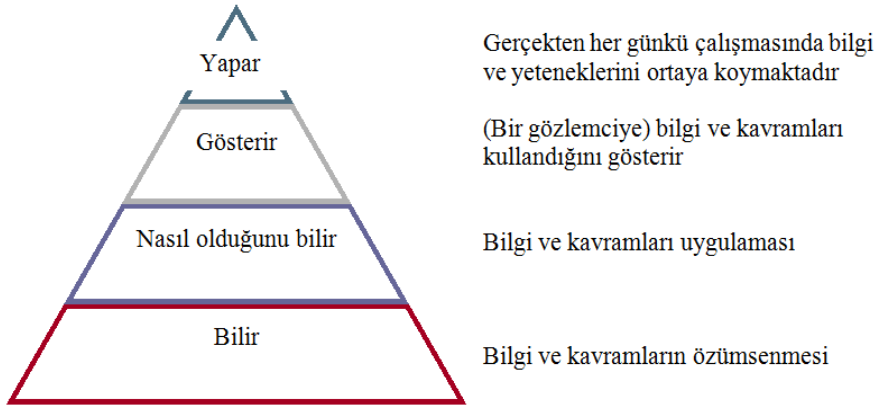 Yapar
Gerçekten her günkü çalışmasında bilgi
ve yeteneklerini ortaya koymaktadır
Gösterir
(Bir gözlemciye) bilgi ve kavramları
kullandığını gösterir
Nasıl olduğunu bilir
Bilgi ve kavramları uygulaması
Bilir
Bilgi ve kavramların özümsenmesi